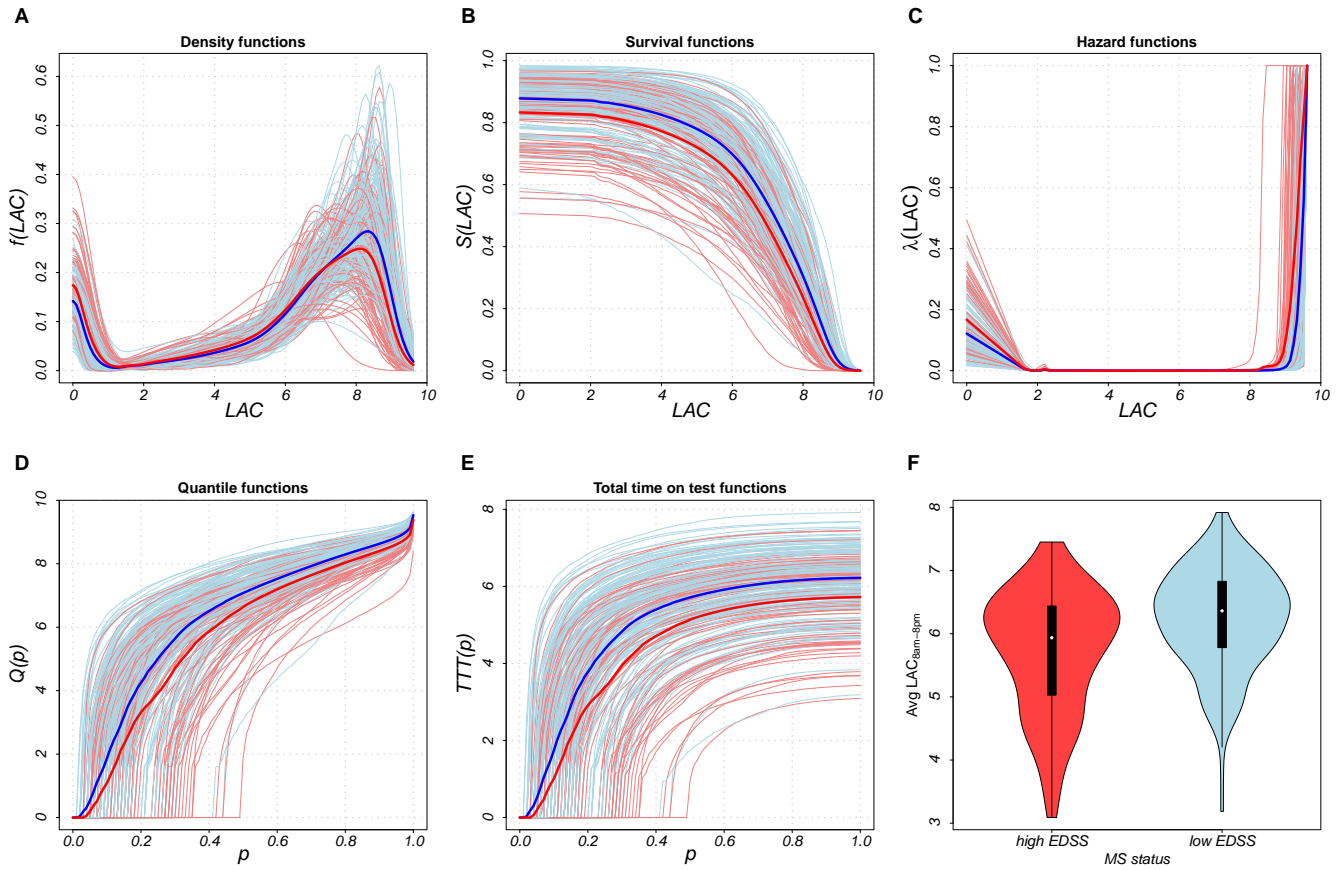 A
Density functions
f(LAC)
0.0 0.1 0.2 0.3 0.4 0.5 0.6
0 2 4 6 8 10
LAC
B
Survival functions
S(LAC)
0.0 0.2 0.4 0.6 0.8 1.0
0 2 4 6 8 10
LAC
C
Hazard functions
λ(LAC)
0.0 0.2 0.4 0.6 0.8 1.0
0 2 4 6 8 10
LAC
D
Quantile functions
Q(p)
0 2 4 6 8 10
0.0 0.2 0.4 0.6 0.8 1.0
p
E
Total time on test functions
TTT(p)
0 2 4 6 8
0.0 0.2 0.4 0.6 0.8 1.0
p
F
Avg LAC8am−8pm
3 4 5 6 7 8
high EDSS low EDSS
MS status